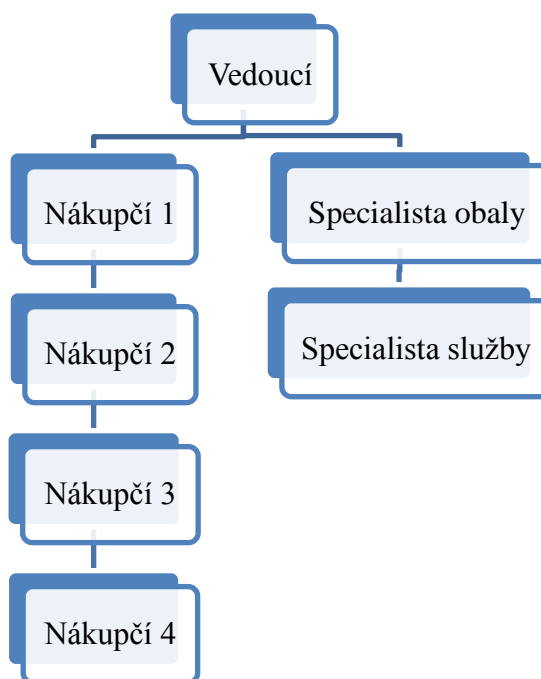 Vedoucí
Nákupčí 1
Specialista obaly
Nákupčí 2
Specialista služby
Nákupčí 3
Nákupčí 4